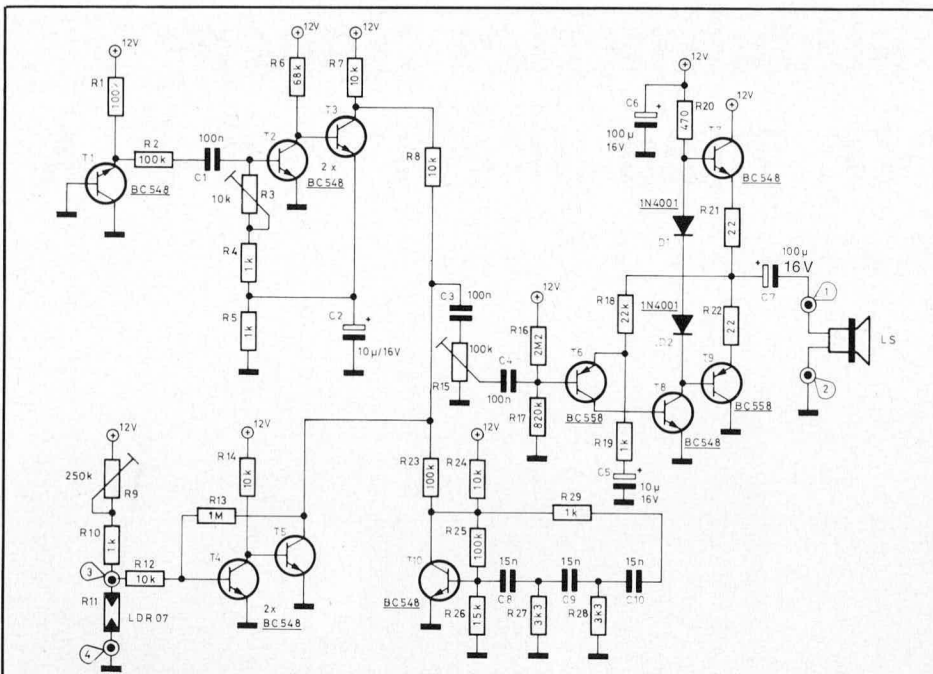 12V
R1
100k
T1
R2
100k
100n
C1
BC548
R3
10k
R4
1k
R5
1k
12V
R6
68k
T2
12V
R7
10k
T3
2x
BC548
C2
10µ/16V
R8
10k
C3
100n
100k
R15
C4
100n
12V
R16
2M2
R17
820k
T6
BC558
12V
C6
+
100µ
16V
R20
470
12V
T7
BC548
1N4001
D1
R21
22
R18
22k
1N4001
D2
R22
22
T8
BC548
T9
BC558
R19
1k
C5
+
10µ
16V
100µ
16V
+
C7
1
LS
2
12V
250k
R9
R10
1k
3
R11
LDR07
4
R12
10k
R13
1M
12V
R14
10k
T4
T5
2x
BC548
R23
100k
12V
R24
10k
R25
100k
R29
1k
T10
BC548
R26
15k
15n
C8
R27
3k3
15n
C9
R28
3k3
15n
C10